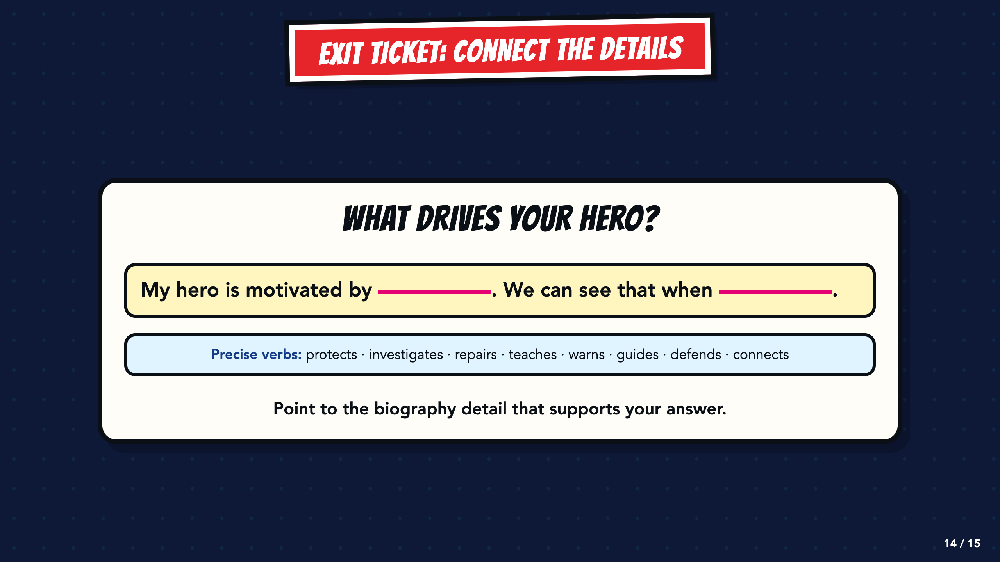 EXIT TICKET: CONNECT THE DETAILS
WHAT DRIVES YOUR HERO?
My hero is motivated by ________. We can see that when ________.
Precise verbs: protects · investigates · repairs · teaches · warns · guides · defends · connects
Point to the biography detail that supports your answer.
14 / 15